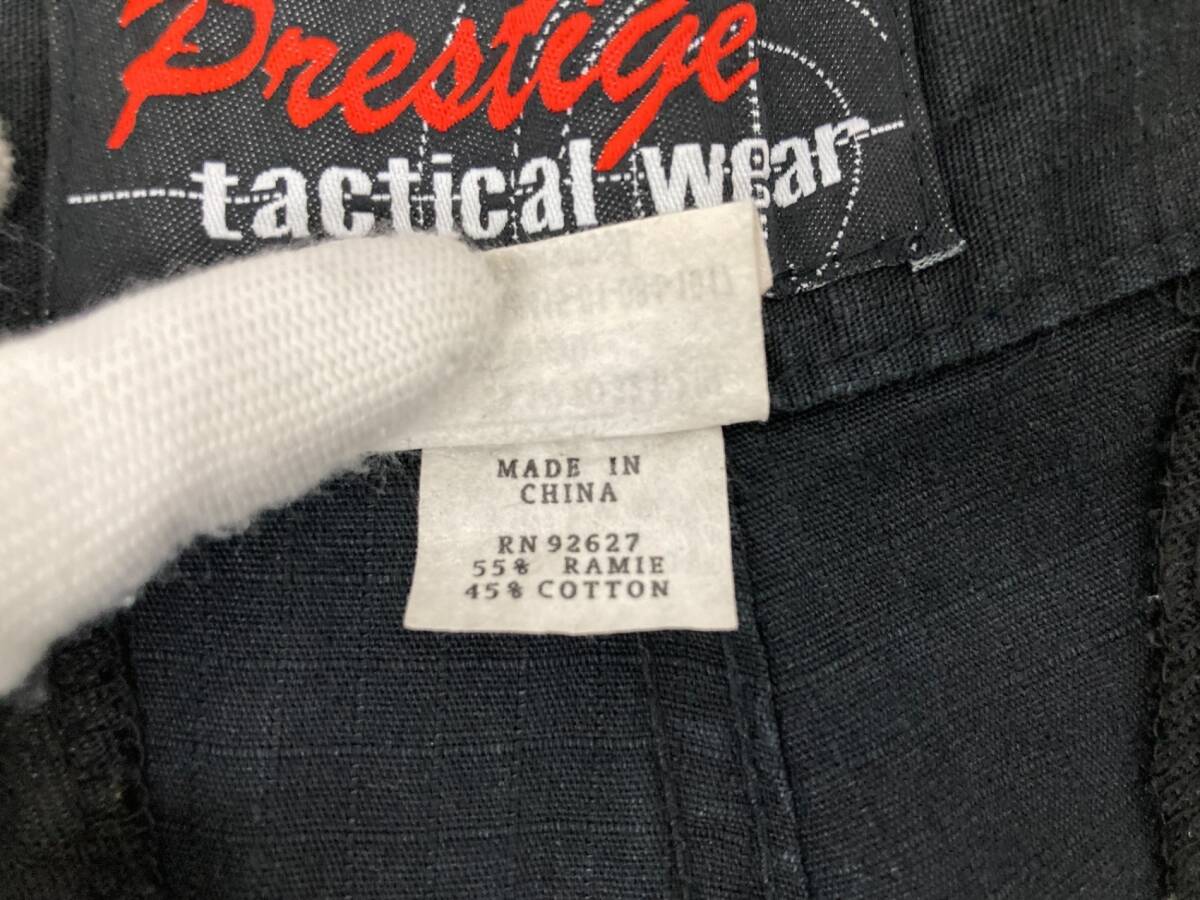 Prestige
tactical wear
MADE IN
CHINA
RN 92627
55% RAMIE
45% COTTON